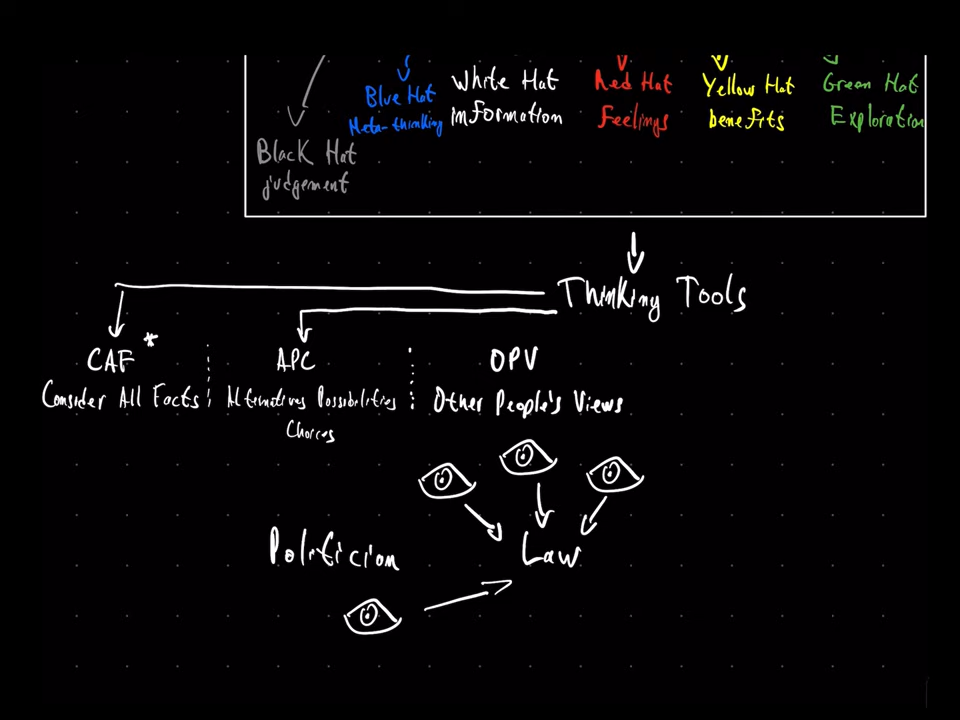 White Hat
Red Hat
Yellow Hat
Green Hat
Blue Hat
Information
Feelings
benefits
Exploration
Meta-thinking
Black Hat
judgement
Thinking Tools
CAF *
APC
OPV
Consider All Facts
Alternatives Possibilities
Other People's Views
Choices
Politicion
Law